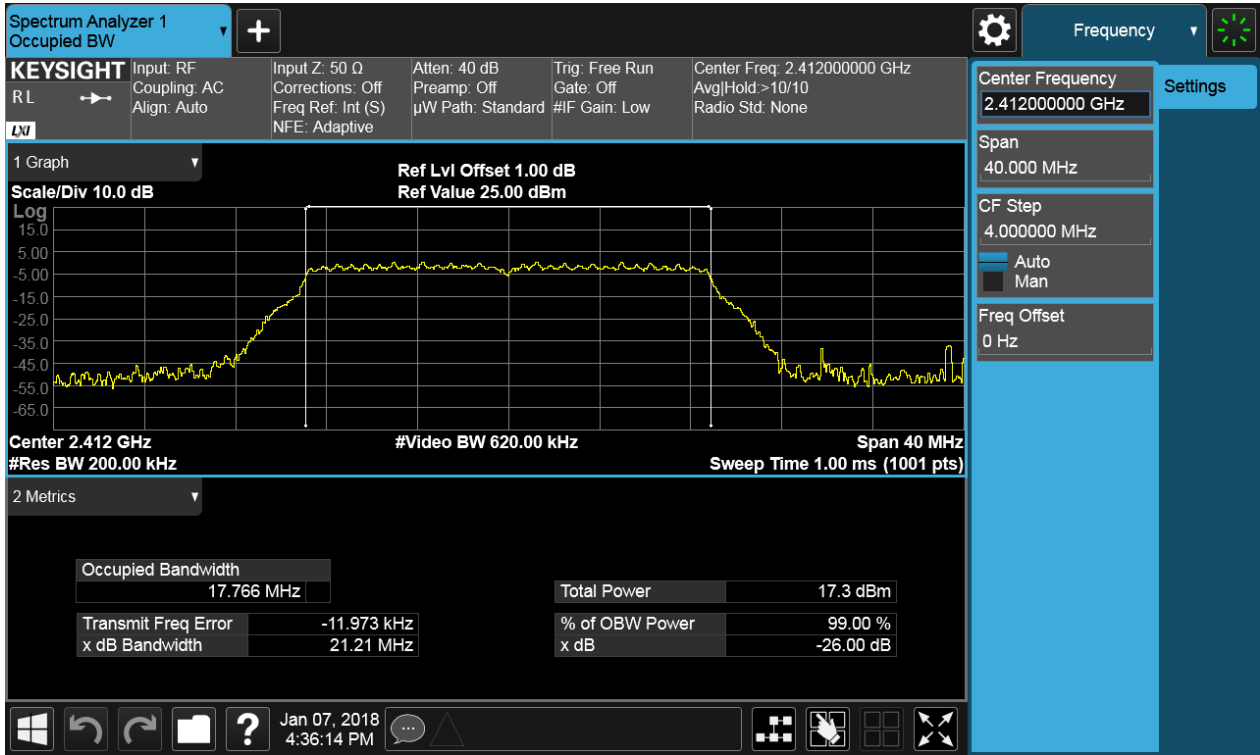 Spectrum Analyzer 1
Occupied BW
+
Frequency
KEYSIGHT
RL
LXI
Input: RF
Coupling: AC
Align: Auto
Input Z: 50 Ω
Corrections: Off
Freq Ref: Int (S)
NFE: Adaptive
Atten: 40 dB
Preamp: Off
µW Path: Standard
Trig: Free Run
Gate: Off
#IF Gain: Low
Center Freq: 2.412000000 GHz
Avg|Hold:>10/10
Radio Std: None
Center Frequency
2.412000000 GHz
Settings
Span
40.000 MHz
CF Step
4.000000 MHz
Auto
Man
Freq Offset
0 Hz
1 Graph
Scale/Div 10.0 dB
Ref Lvl Offset 1.00 dB
Ref Value 25.00 dBm
Log
15.0
5.00
-5.00
-15.0
-25.0
-35.0
-45.0
-55.0
-65.0
Center 2.412 GHz
#Video BW 620.00 kHz
Span 40 MHz
#Res BW 200.00 kHz
Sweep Time 1.00 ms (1001 pts)
2 Metrics
Occupied Bandwidth
17.766 MHz
Total Power 17.3 dBm
Transmit Freq Error -11.973 kHz
% of OBW Power 99.00 %
x dB Bandwidth 21.21 MHz
x dB -26.00 dB
?
Jan 07, 2018
4:36:14 PM